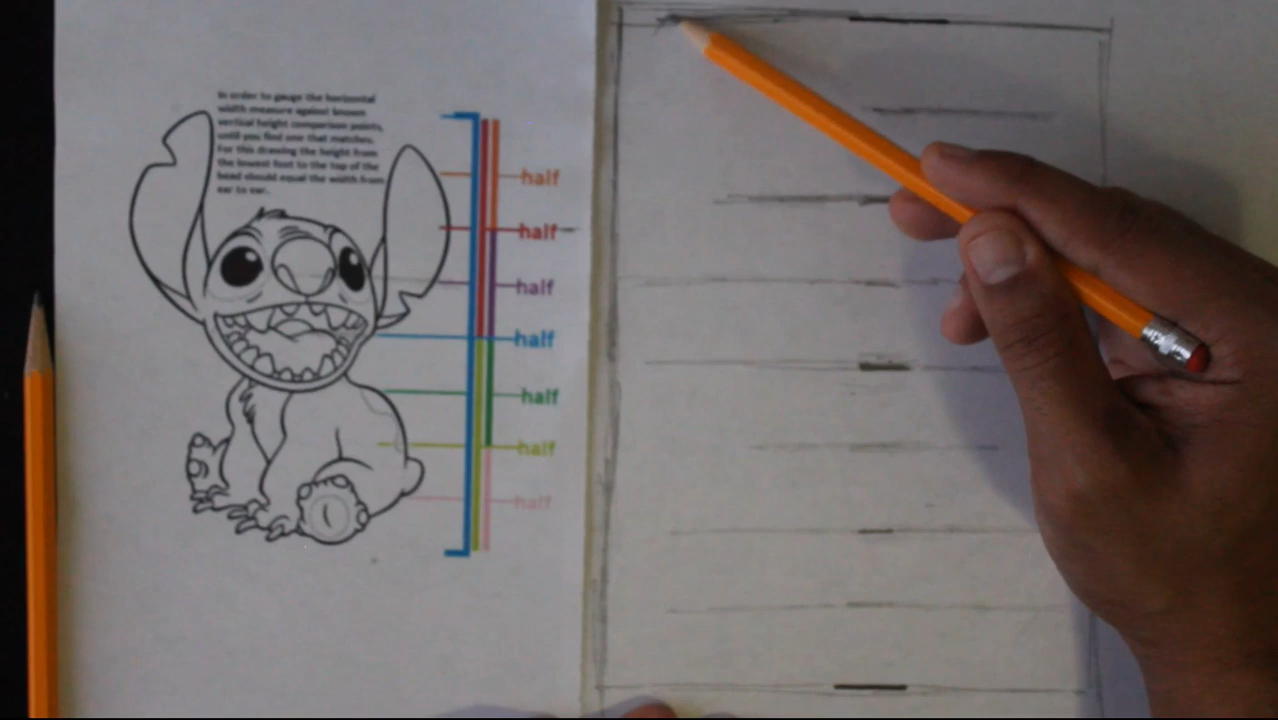 In order to gauge the horizontal
width measure against known
vertical height comparison points,
until you find one that matches.
For this drawing the height from
the lowest foot to the top of the
head should equal the width from
ear to ear.
half
half
half
half
half
half
half